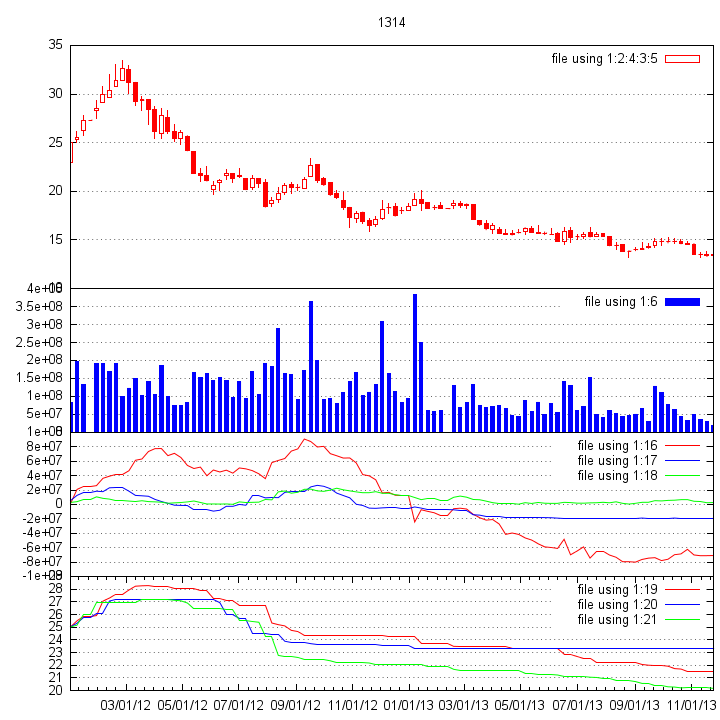 1314
35
file using 1:2:4:3:5
30
25
20
15
4e+08
file using 1:6
3.5e+08
3e+08
2.5e+08
2e+08
1.5e+08
1e+08
5e+07
file using 1:16
8e+07
file using 1:17
6e+07
file using 1:18
4e+07
2e+07
0
-2e+07
-4e+07
-6e+07
-8e+07
28
file using 1:19
27
file using 1:20
26
file using 1:21
25
24
23
22
21
20
03/01/12 05/01/12 07/01/12 09/01/12 11/01/12 01/01/13 03/01/13 05/01/13 07/01/13 09/01/13 11/01/13